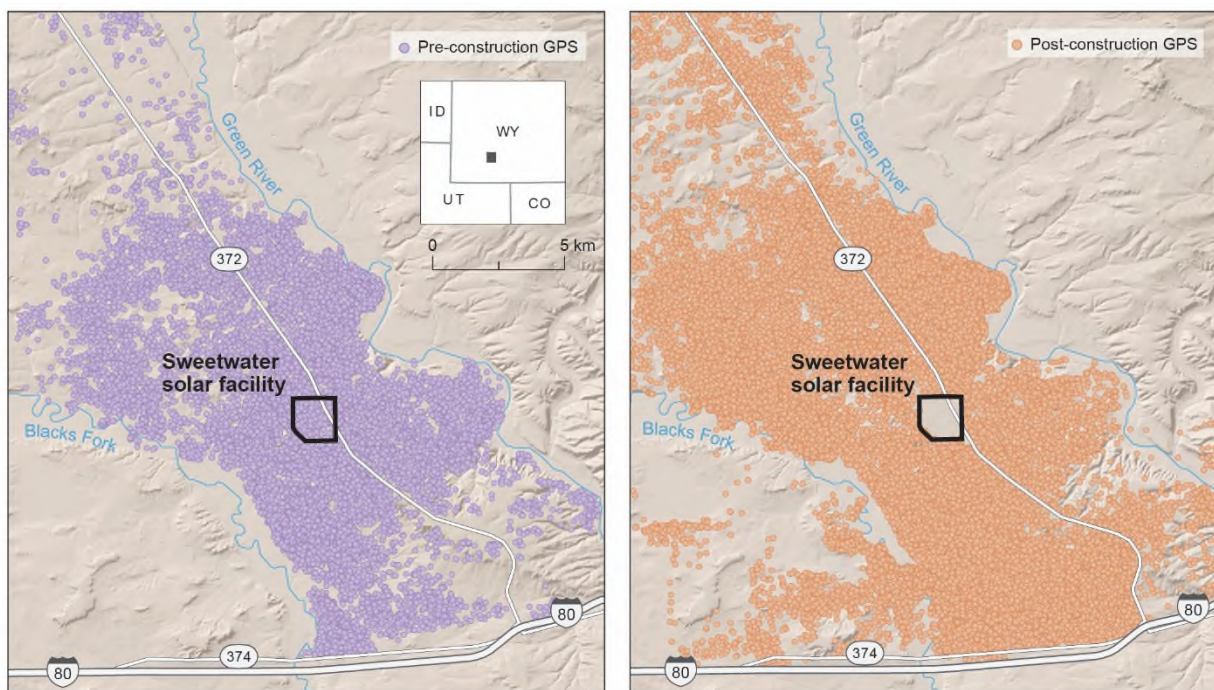 Pre-construction GPS
ID
WY
UT
CO
0 5 km
Green River
372
Sweetwater
solar facility
Blacks Fork
80
374
80
Post-construction GPS
Green River
372
Sweetwater
solar facility
Blacks Fork
80
374
80